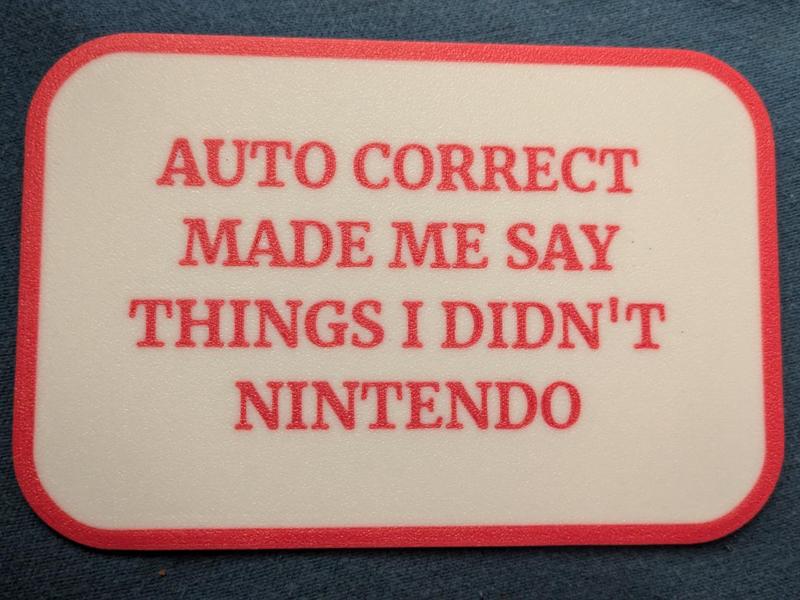 AUTO CORRECT
MADE ME SAY
THINGS I DIDN'T
NINTENDO